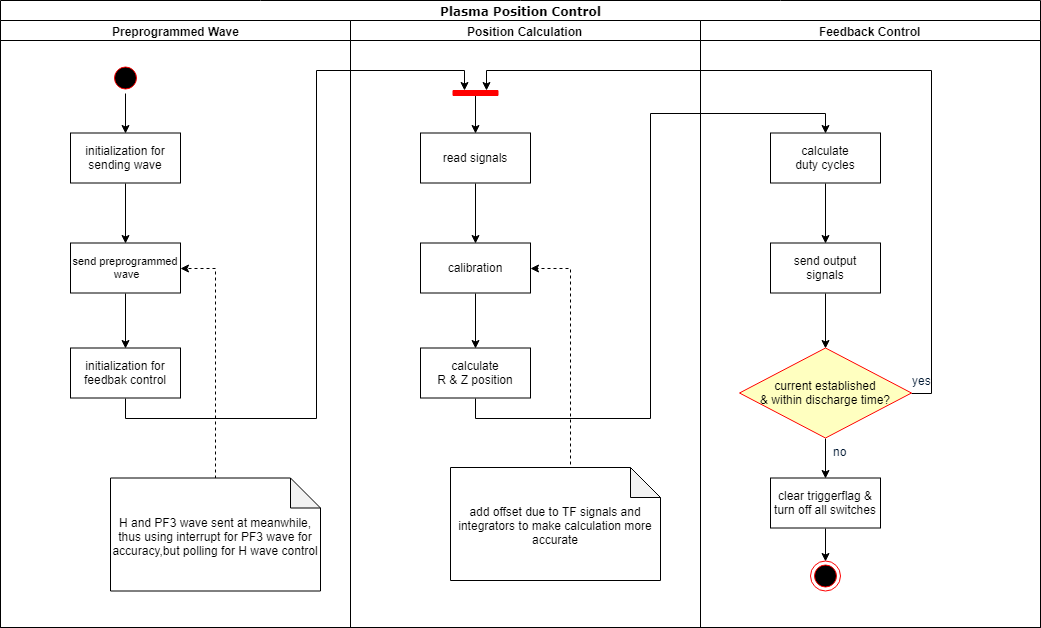 Plasma Position Control
Preprogrammed Wave
Position Calculation
Feedback Control
initialization for
sending wave
send preprogrammed
wave
initialization for
feedbak control
H and PF3 wave sent at meanwhile,
thus using interrupt for PF3 wave for
accuracy,but polling for H wave control
read signals
calibration
calculate
R & Z position
add offset due to TF signals and
integrators to make calculation more
accurate
calculate
duty cycles
send output
signals
current established
& within discharge time?
yes
no
clear triggerflag &
turn off all switches